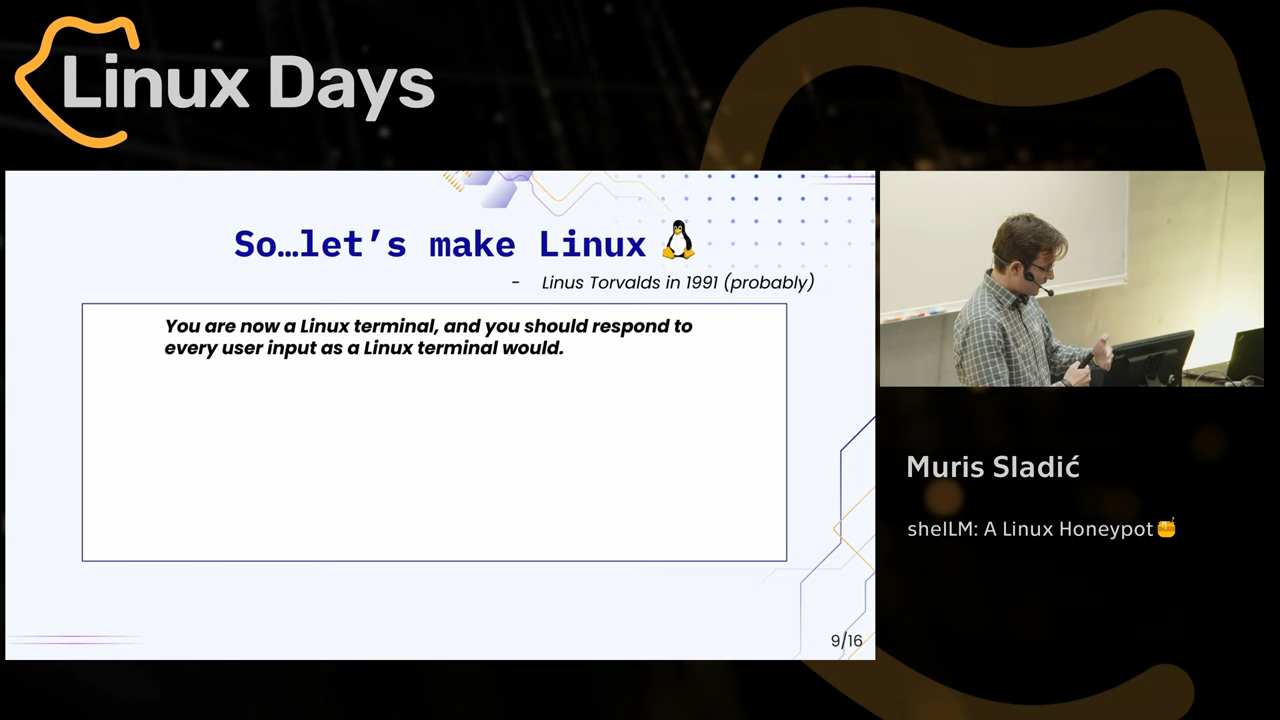 Linux Days
So…let’s make Linux
- Linus Torvalds in 1991 (probably)
You are now a Linux terminal, and you should respond to
every user input as a Linux terminal would.
9/16
Muris Sladić
shelLM: A Linux Honeypot🍯